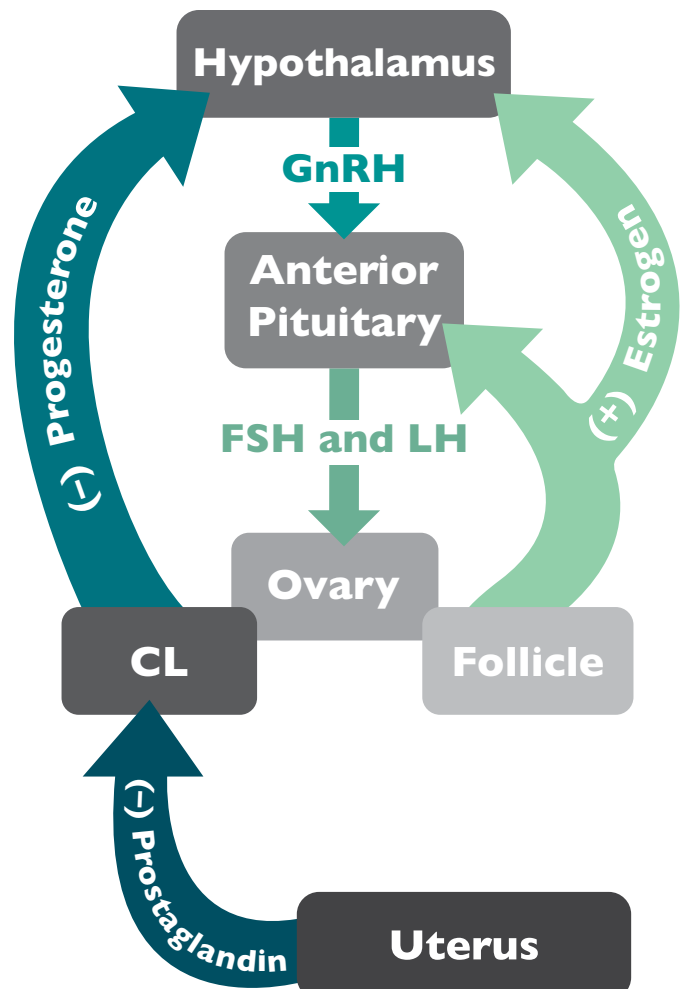 Hypothalamus
GnRH
Anterior
Pituitary
(–) Progesterone
(+) Estrogen
FSH and LH
Ovary
CL
Follicle
(–) Prostaglandin
Uterus